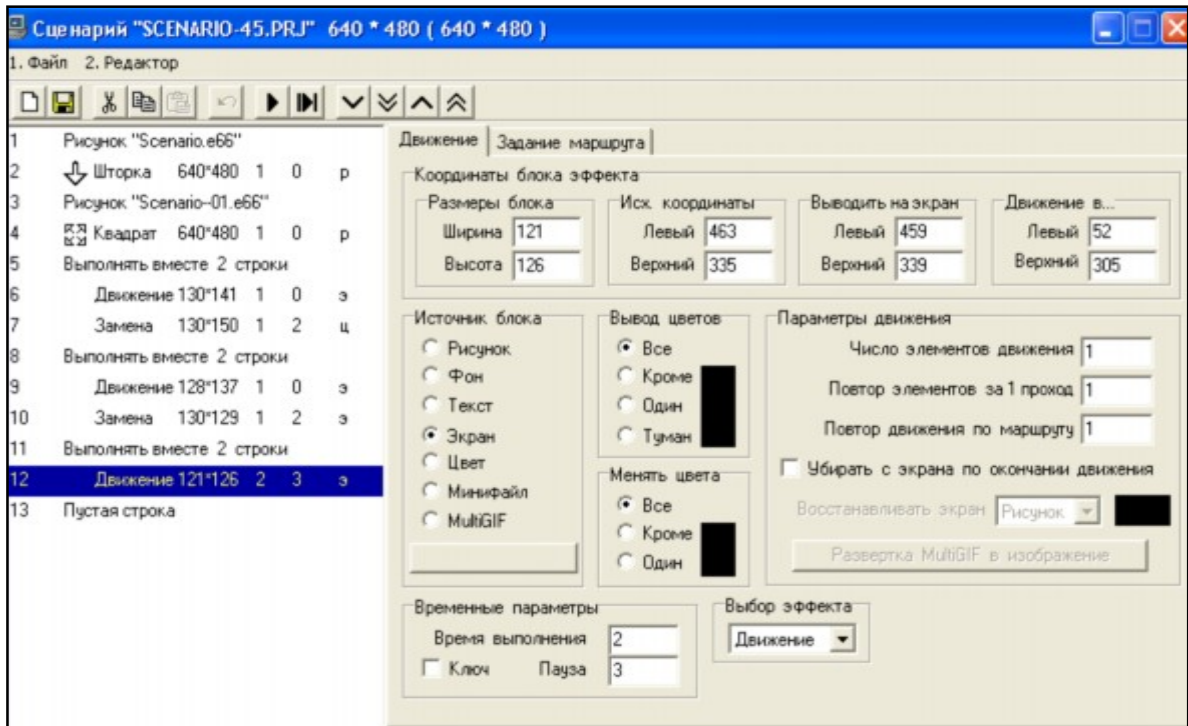 Сценарий "SCENARIO-45.PRJ" 640 * 480 ( 640 * 480 )
1. Файл 2. Редактор
1 Рисунок "Scenario.e66"
2 Шторка 640*480 1 0 р
3 Рисунок "Scenario--01.e66"
4 Квадрат 640*480 1 0 р
5 Выполнять вместе 2 строки
6 Движение 130*141 1 0 э
7 Замена 130*150 1 2 ц
8 Выполнять вместе 2 строки
9 Движение 128*137 1 0 э
10 Замена 130*129 1 2 э
11 Выполнять вместе 2 строки
12 Движение 121*126 2 3 э
13 Пустая строка
Движение Задание маршрута
Координаты блока эффекта
Размеры блока Исх. координаты Выводить на экран Движение в...
Ширина 121 Левый 463 Левый 459 Левый 52
Высота 126 Верхний 335 Верхний 339 Верхний 305
Источник блока
Рисунок
Фон
Текст
Экран
Цвет
Минифайл
MultiGIF
Вывод цветов
Все
Кроме
Один
Туман
Менять цвета
Все
Кроме
Один
Параметры движения
Число элементов движения 1
Повтор элементов за 1 проход 1
Повтор движения по маршруту 1
Убирать с экрана по окончании движения
Восстанавливать экран Рисунок
Развертка MultiGIF в изображение
Временные параметры
Время выполнения 2
Ключ Пауза 3
Выбор эффекта
Движение